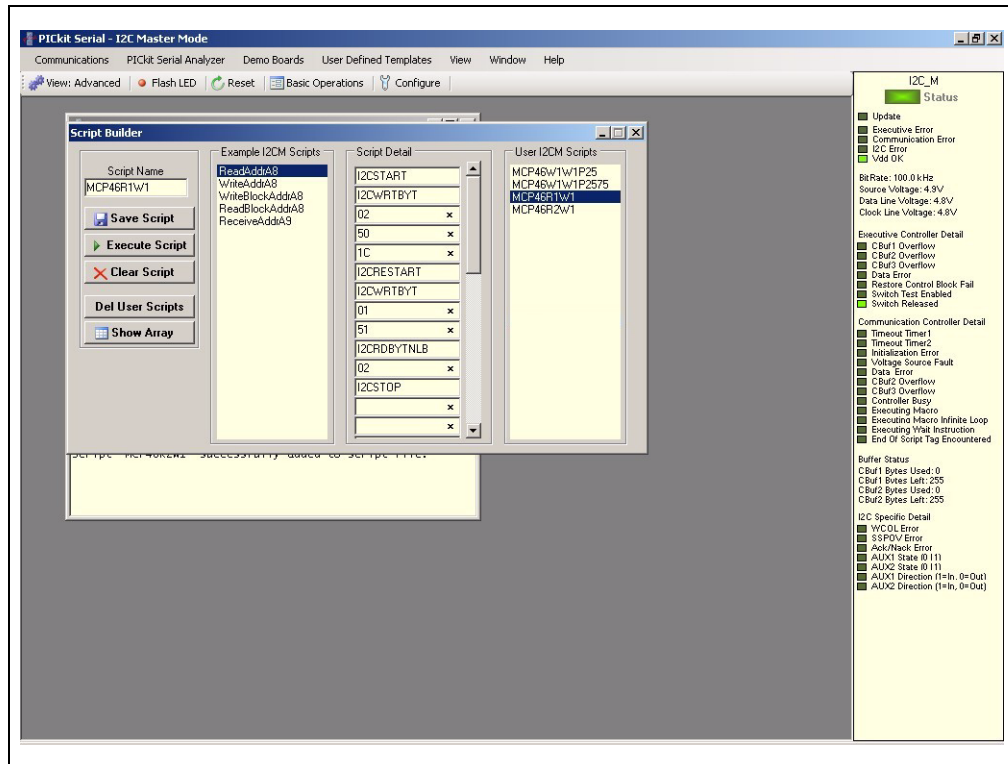 PICkit Serial - I2C Master Mode
Communications PICkit Serial Analyzer Demo Boards User Defined Templates View Window Help
View: Advanced Flash LED Reset Basic Operations Configure
Script Builder
Script Name
MCP46R1W1
Save Script
Execute Script
Clear Script
Del User Scripts
Show Array
Example I2CM Scripts
ReadAddrA8
WriteAddrA8
WriteBlockAddrA8
ReadBlockAddrA8
ReceiveAddrA9
Script Detail
I2CSTART
I2CWRTBYT
02 x
50 x
1C x
I2CRESTART
I2CWRTBYT
01 x
51 x
I2CRDBYTNLB
02 x
I2CSTOP
x
x
User I2CM Scripts
MCP46W1W1P25
MCP46W1W1P2575
MCP46R1W1
MCP46R2W1
I2C_M
Status
Update
Executive Error
Communication Error
I2C Error
Vdd OK
BitRate: 100.0 kHz
Source Voltage: 4.9V
Data Line Voltage: 4.8V
Clock Line Voltage: 4.8V
Executive Controller Detail
CBuf1 Overflow
CBuf2 Overflow
CBuf3 Overflow
Data Error
Restore Control Block Fail
Switch Test Enabled
Switch Released
Communication Controller Detail
Timeout Timer1
Timeout Timer2
Initialization Error
Voltage Source Fault
Data Error
CBuf2 Overflow
CBuf3 Overflow
Controller Busy
Executing Macro
Executing Macro Infinite Loop
Executing Wait Instruction
End Of Script Tag Encountered
Buffer Status
CBuf1 Bytes Used: 0
CBuf1 Bytes Left: 255
CBuf2 Bytes Used: 0
CBuf2 Bytes Left: 255
I2C Specific Detail
WCOL Error
SSPOV Error
Ack/Nack Error
AUX1 State (0 | 1)
AUX2 State (0 | 1)
AUX1 Direction (1=In, 0=Out)
AUX2 Direction (1=In, 0=Out)